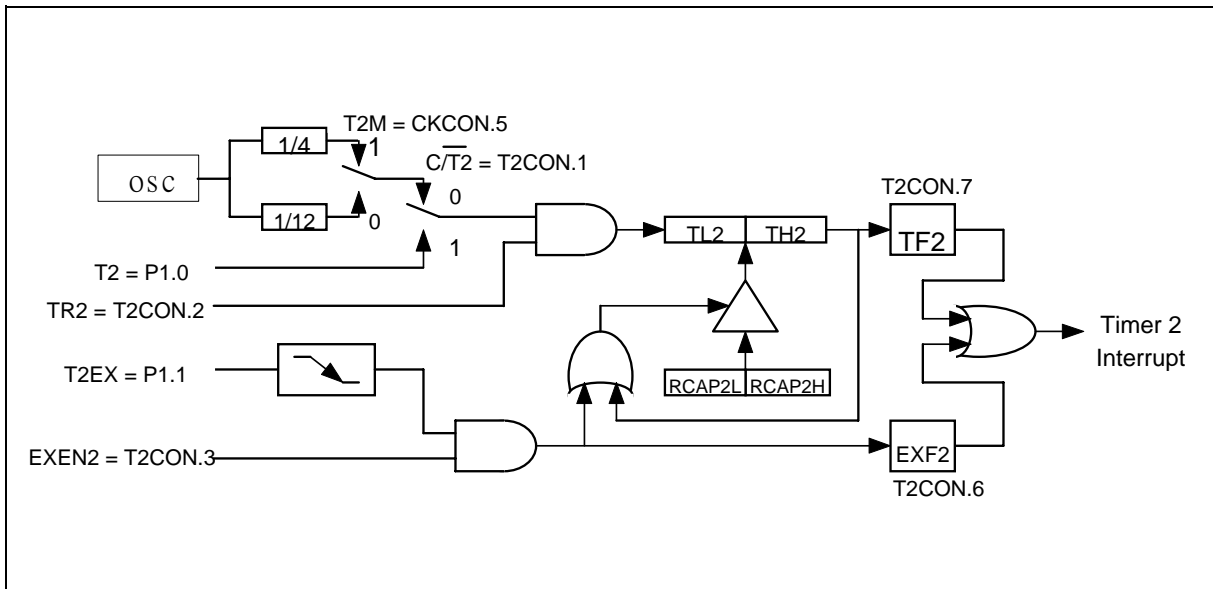 T2M = CKCON.5
1/4
1
C/T2 = T2CON.1
OSC
0
T2CON.7
1/12
0
TL2
TH2
TF2
1
T2 = P1.0
TR2 = T2CON.2
Timer 2
Interrupt
T2EX = P1.1
RCAP2L
RCAP2H
EXEN2 = T2CON.3
EXF2
T2CON.6